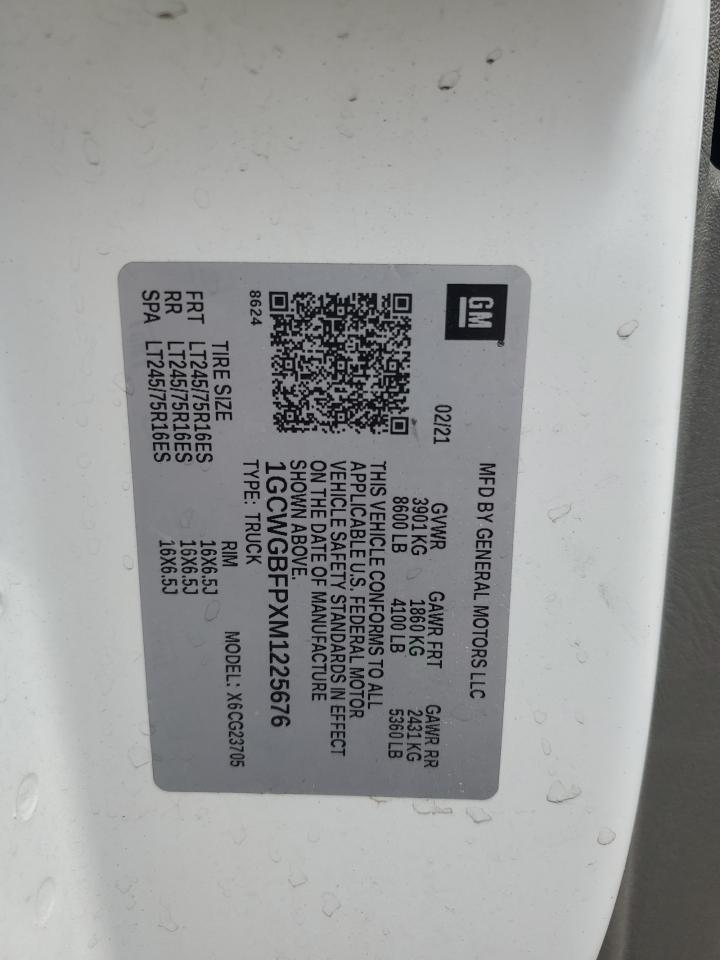 GM
MFD BY GENERAL MOTORS LLC
02/21
GVWR GAWR FRT GAWR RR
3901 KG 1860 KG 2431 KG
8600 LB 4100 LB 5360 LB
THIS VEHICLE CONFORMS TO ALL
APPLICABLE U.S. FEDERAL MOTOR
VEHICLE SAFETY STANDARDS IN EFFECT
ON THE DATE OF MANUFACTURE
SHOWN ABOVE.
1GCWGBFPXM1225676
8624
TYPE: TRUCK
MODEL: X6CG23705
TIRE SIZE RIM
FRT LT245/75R16ES 16X6.5J
RR LT245/75R16ES 16X6.5J
SPA LT245/75R16ES 16X6.5J